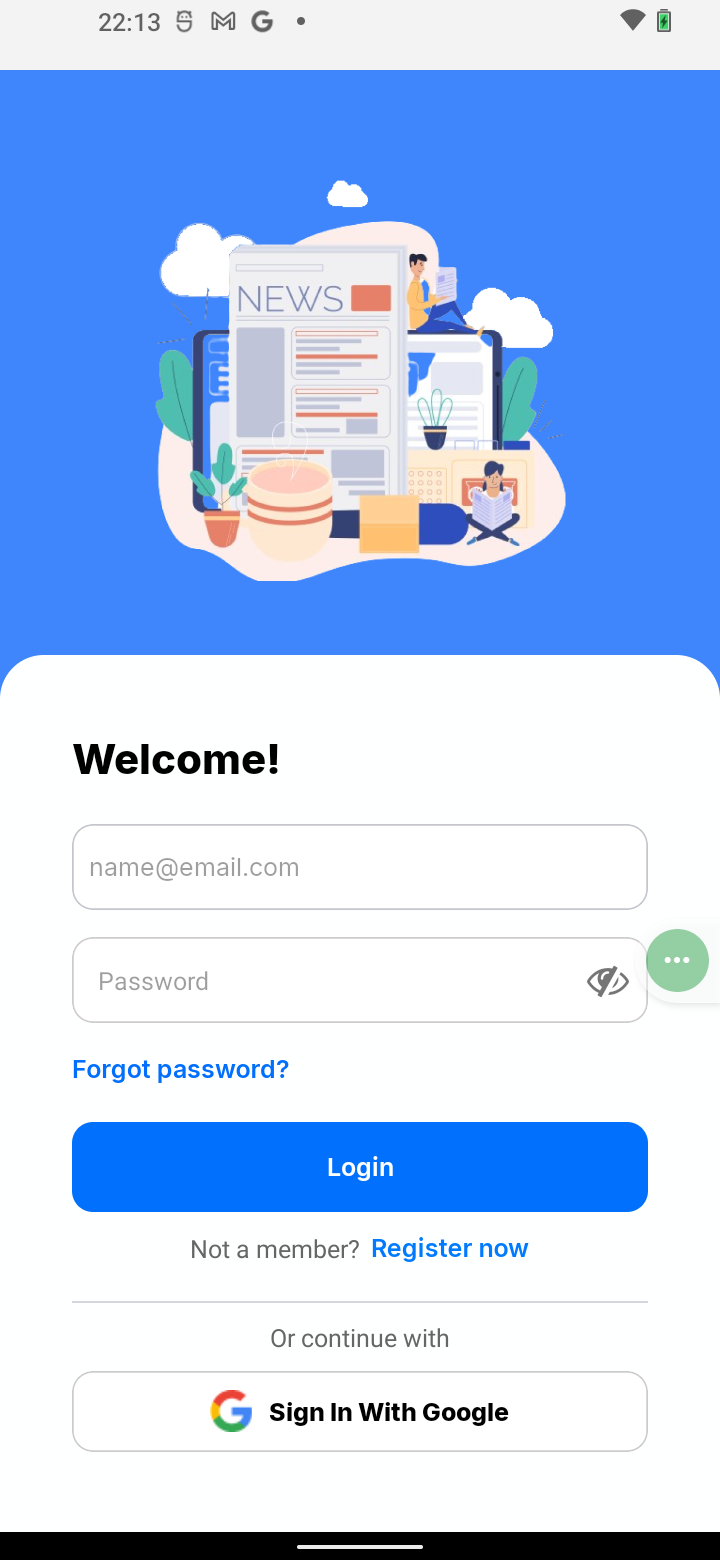 22:13
NEWS
Welcome!
name@email.com
Password
Forgot password?
Login
Not a member? Register now
Or continue with
Sign In With Google